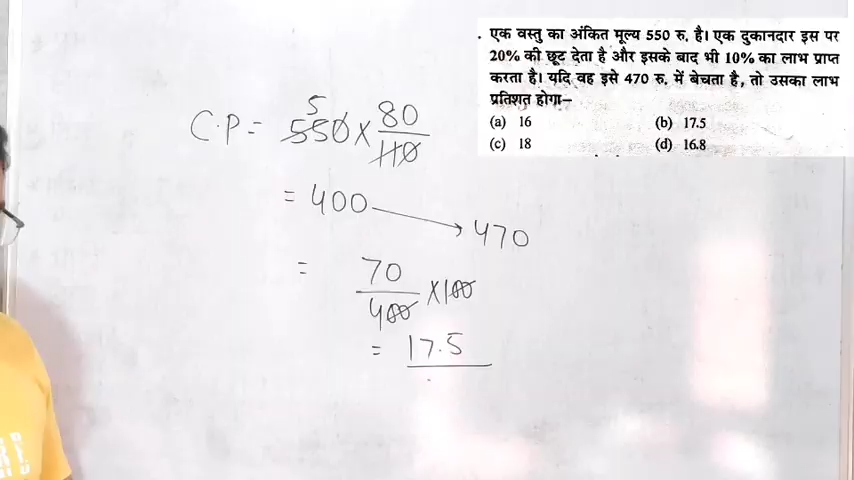 . एक वस्तु का अंकित मूल्य 550 रु. है। एक दुकानदार इस पर
20% की छूट देता है और इसके बाद भी 10% का लाभ प्राप्त
करता है। यदि वह इसे 470 रु. में बेचता है, तो उसका लाभ
प्रतिशत होगा–
(a) 16 (b) 17.5
(c) 18 (d) 16.8
5
C.P = 550 × 80/110
= 400 → 470
= 70/400 × 100
= 17.5